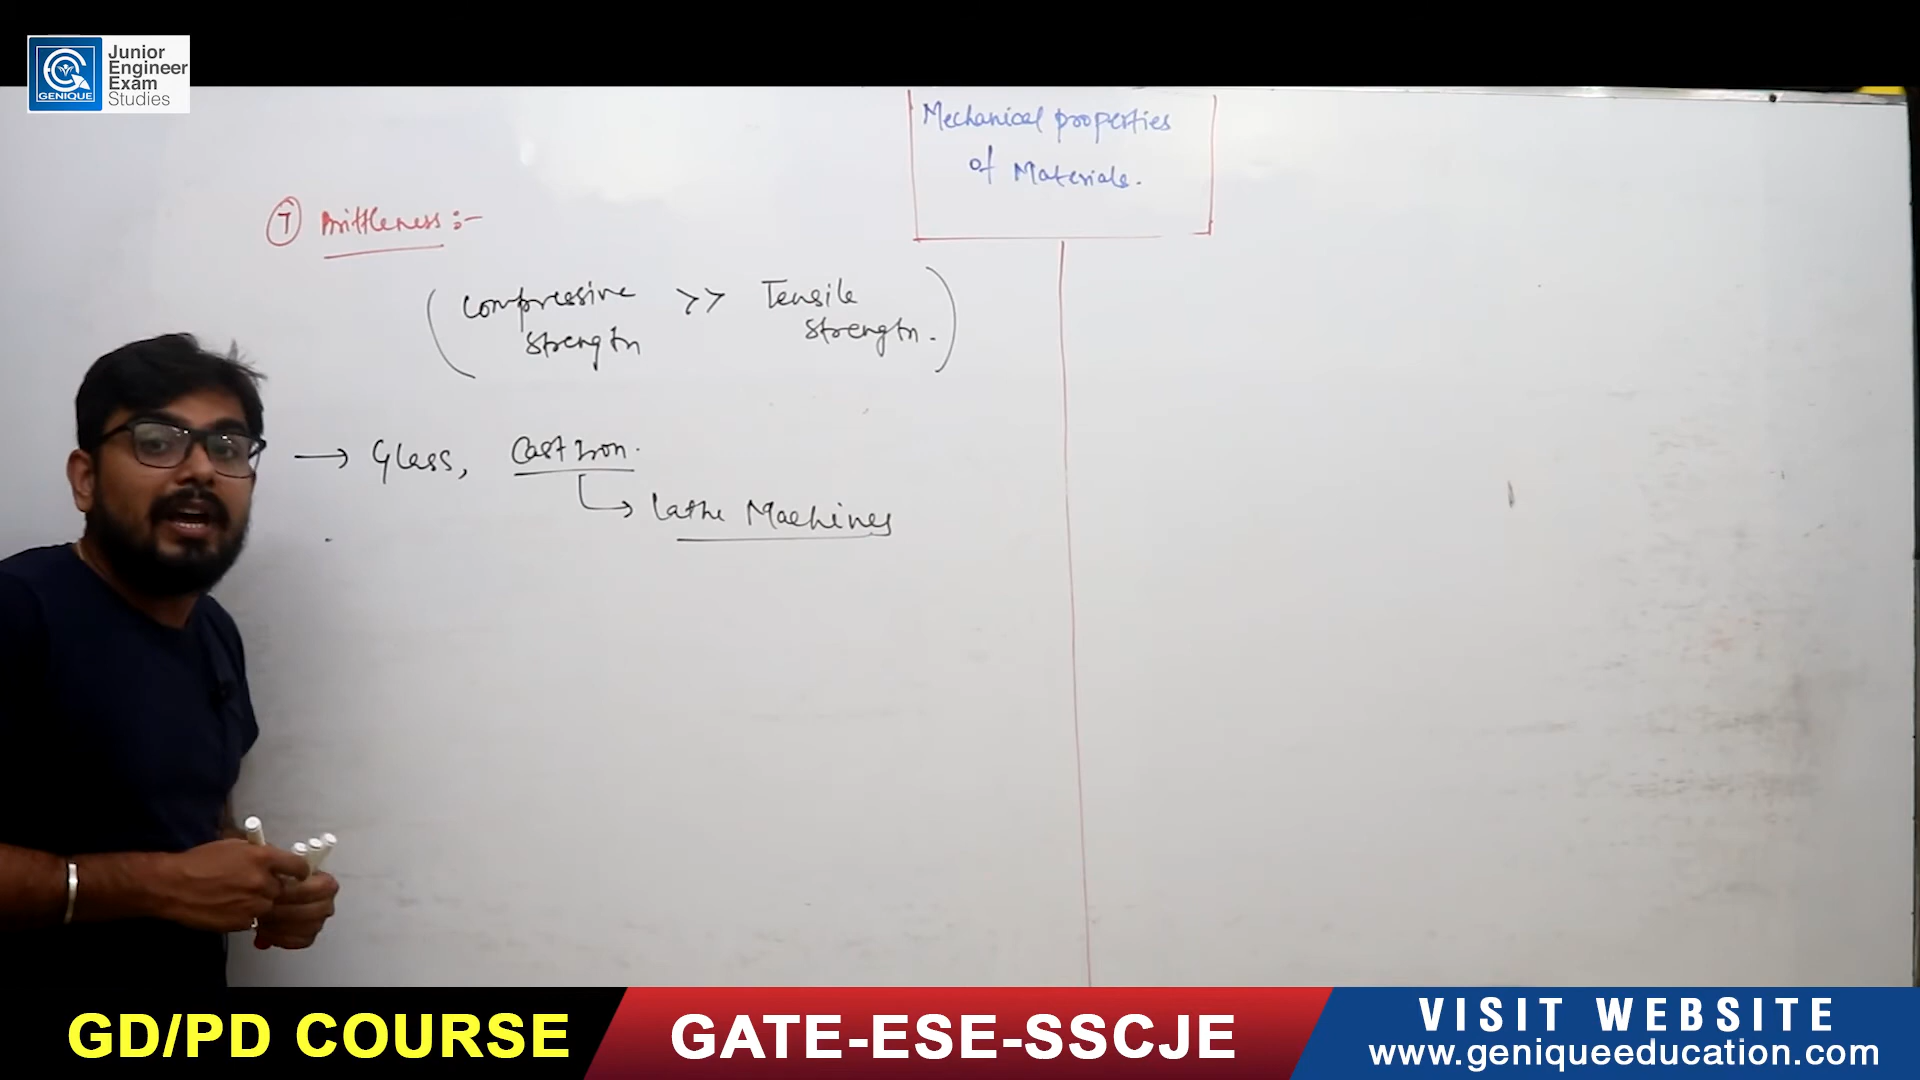 Junior
Engineer
Exam
Studies
GENIQUE
Mechanical properties
of Materials.
7 Brittleness :-
( Compressive strength >> Tensile strength. )
→ Glass, Cast Iron.
↳ Lathe Machines
GD/PD COURSE
GATE-ESE-SSCJE
VISIT WEBSITE
www.geniqueeducation.com